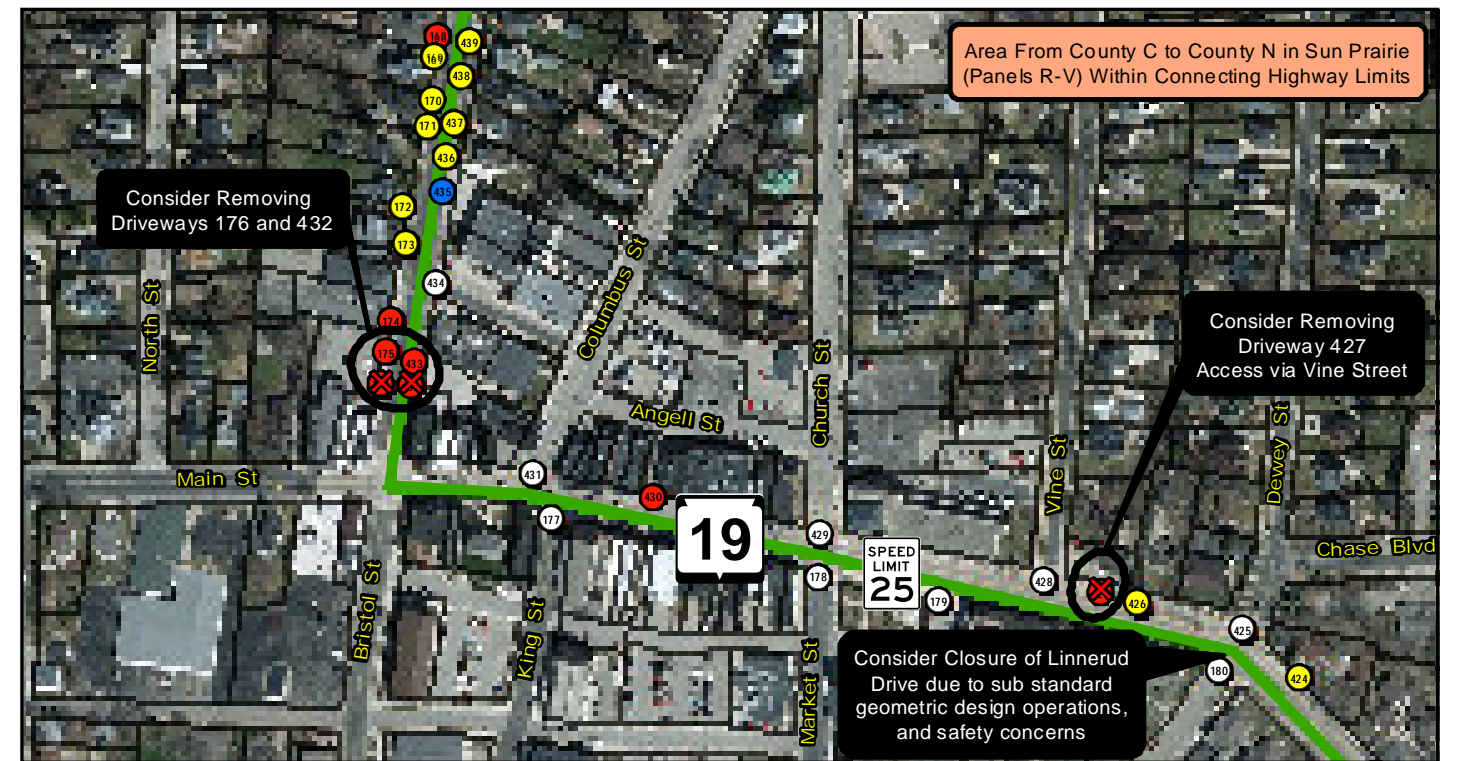 168
439
169
438
170
171
437
436
435
172
173
434
174
175
433
Area From County C to County N in Sun Prairie
(Panels R-V) Within Connecting Highway Limits
Consider Removing
Driveways 176 and 432
North St
Columbus St
Church St
Angell St
Consider Removing
Driveway 427
Access via Vine Street
Main St
431
430
177
19
429
178
SPEED
LIMIT
25
179
Vine St
428
426
Dewey St
Chase Blvd
425
180
424
Bristol St
King St
Market St
Consider Closure of Linnerud
Drive due to sub standard
geometric design operations,
and safety concerns